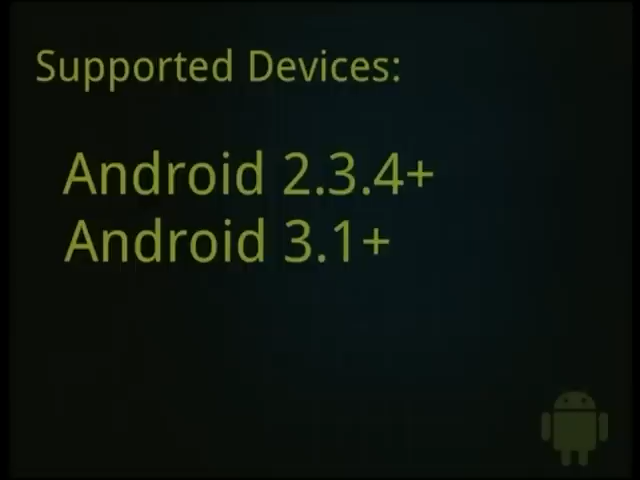 Supported Devices:
Android 2.3.4+
Android 3.1+